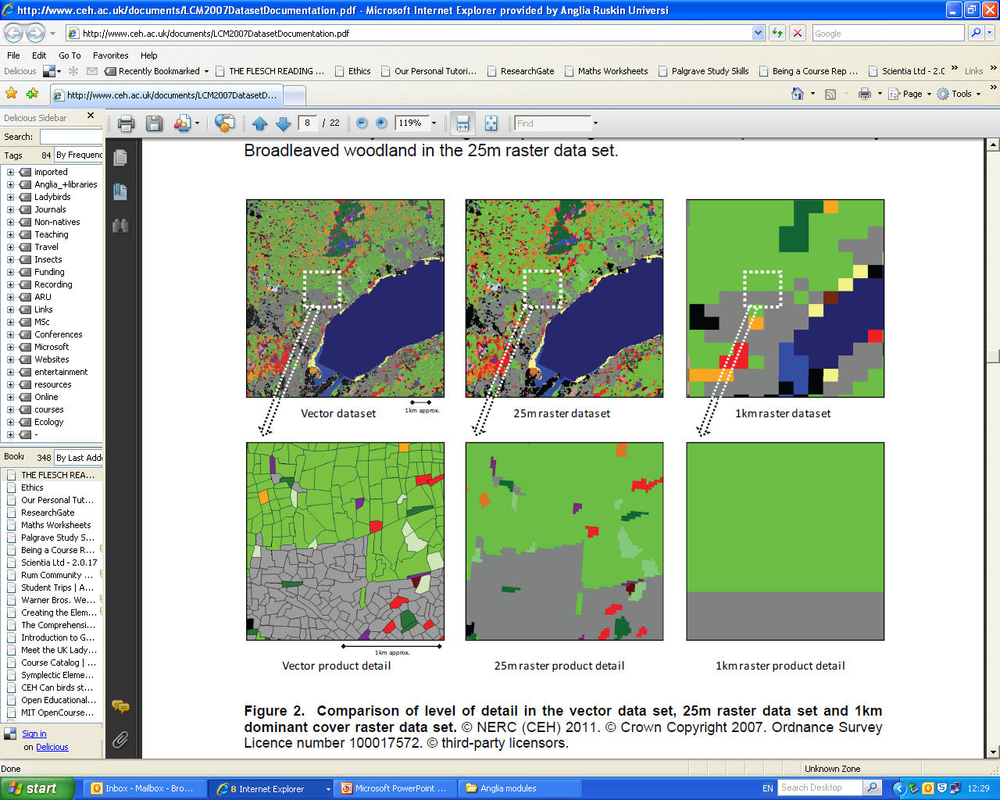 http://www.ceh.ac.uk/documents/LCM2007DatasetDocumentation.pdf - Microsoft Internet Explorer provided by Anglia Ruskin Universi
http://www.ceh.ac.uk/documents/LCM2007DatasetDocumentation.pdf
Google
File Edit Go To Favorites Help
Delicious Recently Bookmarked THE FLESCH READING ... Ethics Our Personal Tutori... ResearchGate Maths Worksheets Palgrave Study Skills Being a Course Rep ... Scientia Ltd - 2.0 » Links »
http://www.ceh.ac.uk/documents/LCM2007DatasetD...
Page Tools »
Delicious Sidebar
8 / 22 119% Find
Search:
Tags 84 By Frequenc
imported
Anglia_+libraries
Ladybirds
Journals
Non-natives
Teaching
Travel
Insects
Funding
Recording
ARU
Links
MSc
Conferences
Microsoft
Websites
entertainment
resources
Online
courses
Ecology
-
Book 348 By Last Adde
THE FLESCH REA...
Ethics
Our Personal Tut...
ResearchGate
Maths Worksheets
Palgrave Study S...
Being a Course R...
Scientia Ltd - 2.0.17
Rum Community ...
Student Trips | A...
Warner Bros. We...
Creating the Elem...
The Comprehensi...
Introduction to G...
Meet the UK Lady...
Course Catalog | ...
Symplectic Eleme...
CEH Can birds st...
Open Educational...
MIT OpenCourse...
Sign in
on Delicious
Broadleaved woodland in the 25m raster data set.
Vector dataset
1km approx.
25m raster dataset
1km raster dataset
1km approx.
Vector product detail
25m raster product detail
1km raster product detail
Figure 2. Comparison of level of detail in the vector data set, 25m raster data set and 1km
dominant cover raster data set. © NERC (CEH) 2011. © Crown Copyright 2007. Ordnance Survey
Licence number 100017572. © third-party licensors.
Done
Unknown Zone
start
Inbox - Mailbox - Bro...
8 Internet Explorer
Microsoft PowerPoint ...
Anglia modules
EN
Search Desktop
12:29